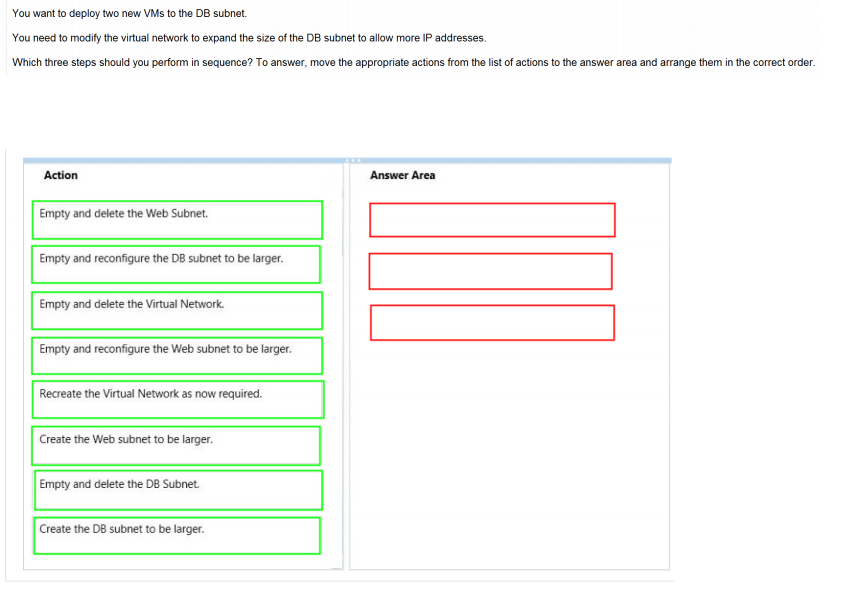 You want to deploy two new VMs to the DB subnet.
You need to modify the virtual network to expand the size of the DB subnet to allow more IP addresses.
Which three steps should you perform in sequence? To answer, move the appropriate actions from the list of actions to the answer area and arrange them in the correct order.
Action
Answer Area
Empty and delete the Web Subnet.
Empty and reconfigure the DB subnet to be larger.
Empty and delete the Virtual Network.
Empty and reconfigure the Web subnet to be larger.
Recreate the Virtual Network as now required.
Create the Web subnet to be larger.
Empty and delete the DB Subnet.
Create the DB subnet to be larger.